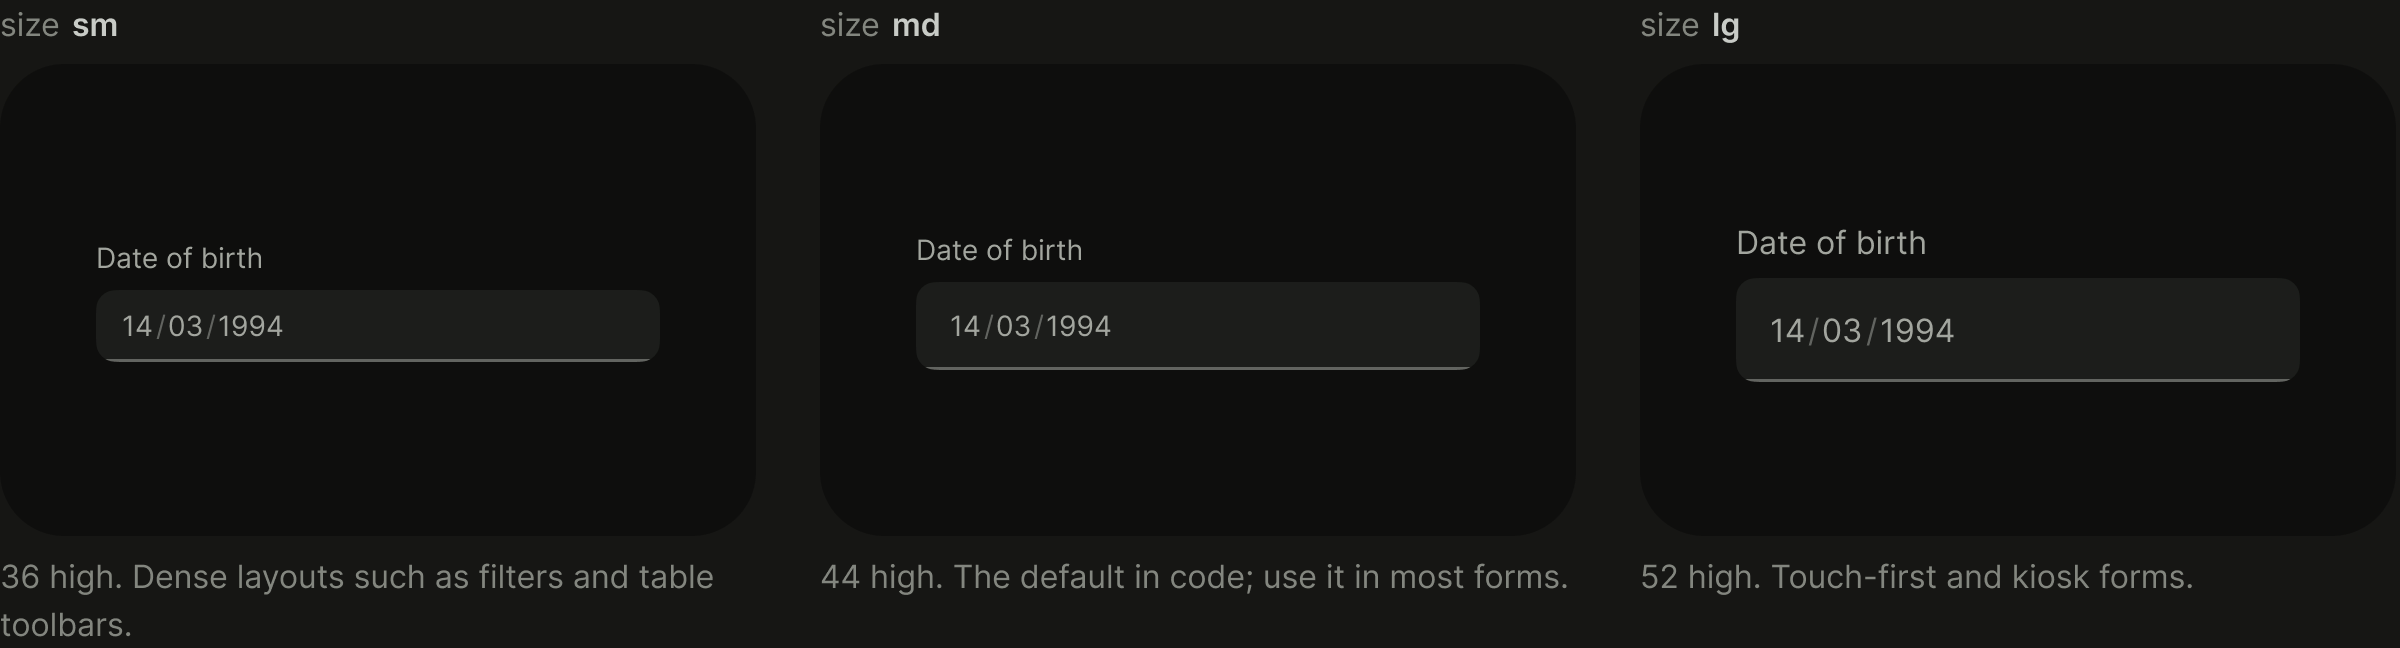 size sm
Date of birth
14/03/1994
36 high. Dense layouts such as filters and table
toolbars.
size md
Date of birth
14/03/1994
44 high. The default in code; use it in most forms.
size lg
Date of birth
14/03/1994
52 high. Touch-first and kiosk forms.